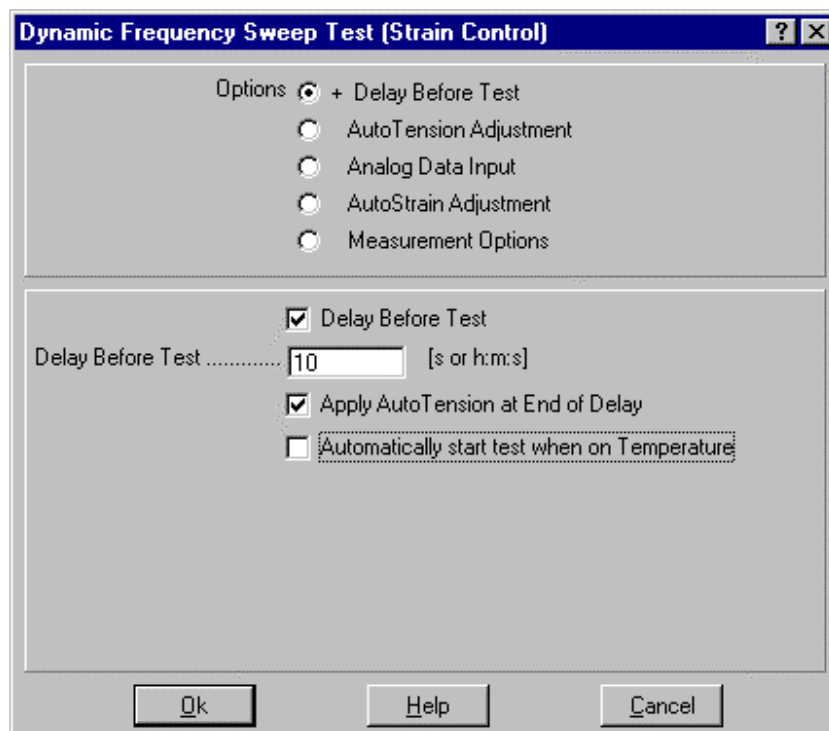 Dynamic Frequency Sweep Test (Strain Control)
Options + Delay Before Test
AutoTension Adjustment
Analog Data Input
AutoStrain Adjustment
Measurement Options
Delay Before Test
Delay Before Test ............. 10 [s or h:m:s]
Apply AutoTension at End of Delay
Automatically start test when on Temperature
Ok Help Cancel